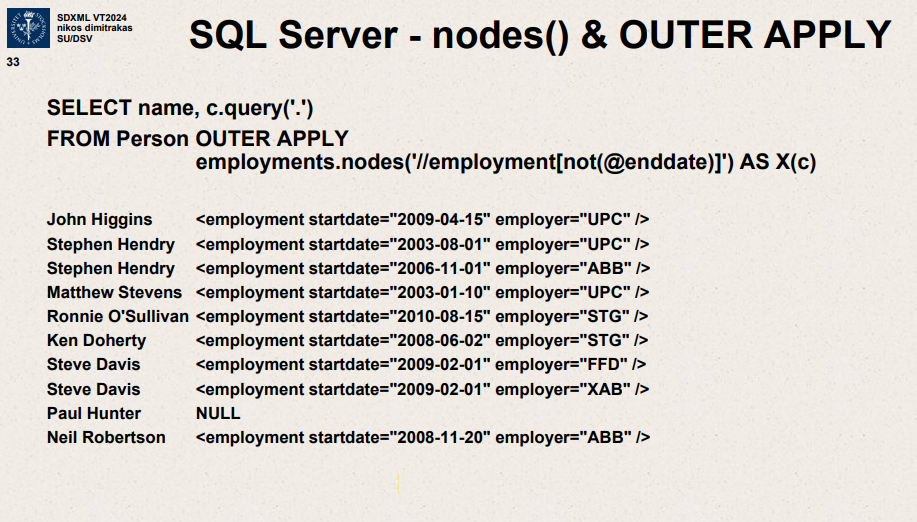 SDXML VT2024
nikos dimitrakas
SU/DSV
33
SQL Server - nodes() & OUTER APPLY
SELECT name, c.query('.')
FROM Person OUTER APPLY
employments.nodes('//employment[not(@enddate)]') AS X(c)
John Higgins <employment startdate="2009-04-15" employer="UPC" />
Stephen Hendry <employment startdate="2003-08-01" employer="UPC" />
Stephen Hendry <employment startdate="2006-11-01" employer="ABB" />
Matthew Stevens <employment startdate="2003-01-10" employer="UPC" />
Ronnie O'Sullivan <employment startdate="2010-08-15" employer="STG" />
Ken Doherty <employment startdate="2008-06-02" employer="STG" />
Steve Davis <employment startdate="2009-02-01" employer="FFD" />
Steve Davis <employment startdate="2009-02-01" employer="XAB" />
Paul Hunter NULL
Neil Robertson <employment startdate="2008-11-20" employer="ABB" />